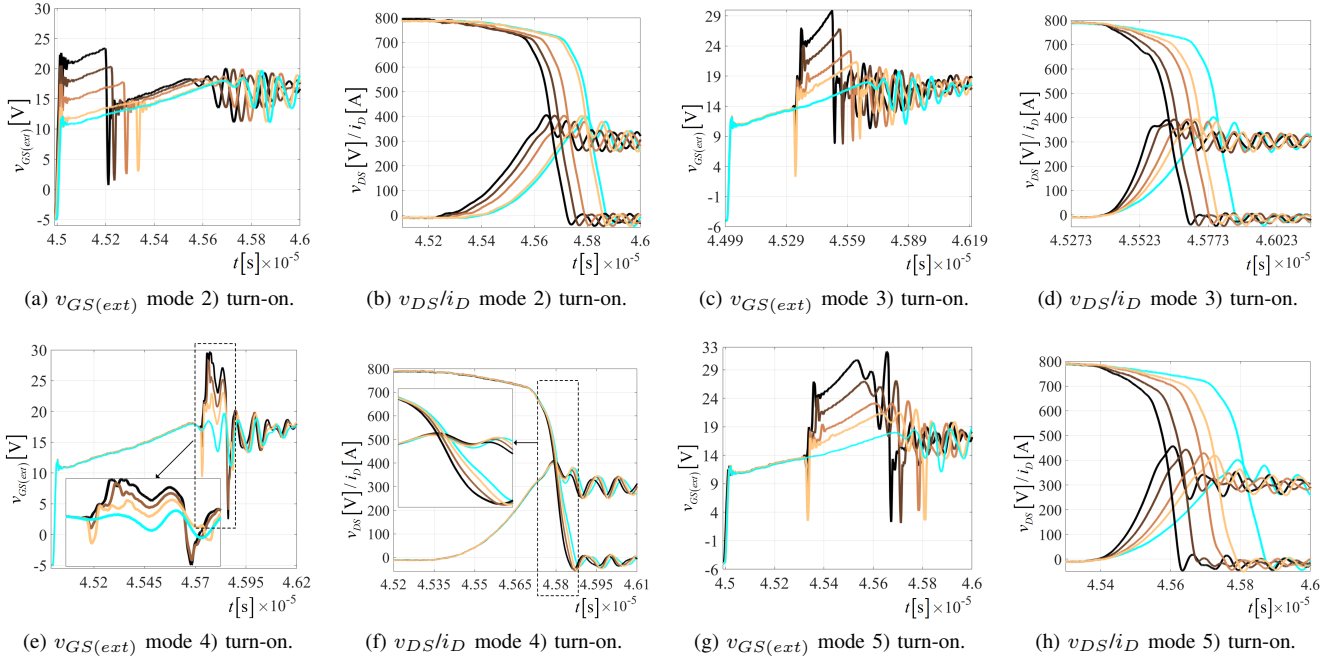 30
25
20
15
10
5
0
-5
v_{GS(ext)} [V]
4.5 4.52 4.54 4.56 4.58 4.6
t[s] ×10^{-5}
(a) v_{GS(ext)} mode 2) turn-on.
800
700
600
500
400
300
200
100
0
v_{DS} [V] / i_D [A]
4.52 4.54 4.56 4.58 4.6
t[s] ×10^{-5}
(b) v_{DS}/i_D mode 2) turn-on.
30
26
22
18
14
10
6
2
-2
-6
v_{GS(ext)} [V]
4.499 4.529 4.559 4.589 4.619
t[s] ×10^{-5}
(c) v_{GS(ext)} mode 3) turn-on.
800
700
600
500
400
300
200
100
0
v_{DS} [V] / i_D [A]
4.5273 4.5523 4.5773 4.6023
t[s] ×10^{-5}
(d) v_{DS}/i_D mode 3) turn-on.
30
25
20
15
10
5
0
-5
v_{GS(ext)} [V]
4.52 4.545 4.57 4.595 4.62
t[s] ×10^{-5}
(e) v_{GS(ext)} mode 4) turn-on.
800
700
600
500
400
300
200
100
0
v_{DS} [V] / i_D [A]
4.52 4.535 4.55 4.565 4.58 4.595 4.61
t[s] ×10^{-5}
(f) v_{DS}/i_D mode 4) turn-on.
33
29
24
19
14
9
4
-1
-6
v_{GS(ext)} [V]
4.5 4.52 4.54 4.56 4.58 4.6
t[s] ×10^{-5}
(g) v_{GS(ext)} mode 5) turn-on.
800
700
600
500
400
300
200
100
0
v_{DS} [V] / i_D [A]
4.54 4.56 4.58 4.6
t[s] ×10^{-5}
(h) v_{DS}/i_D mode 5) turn-on.